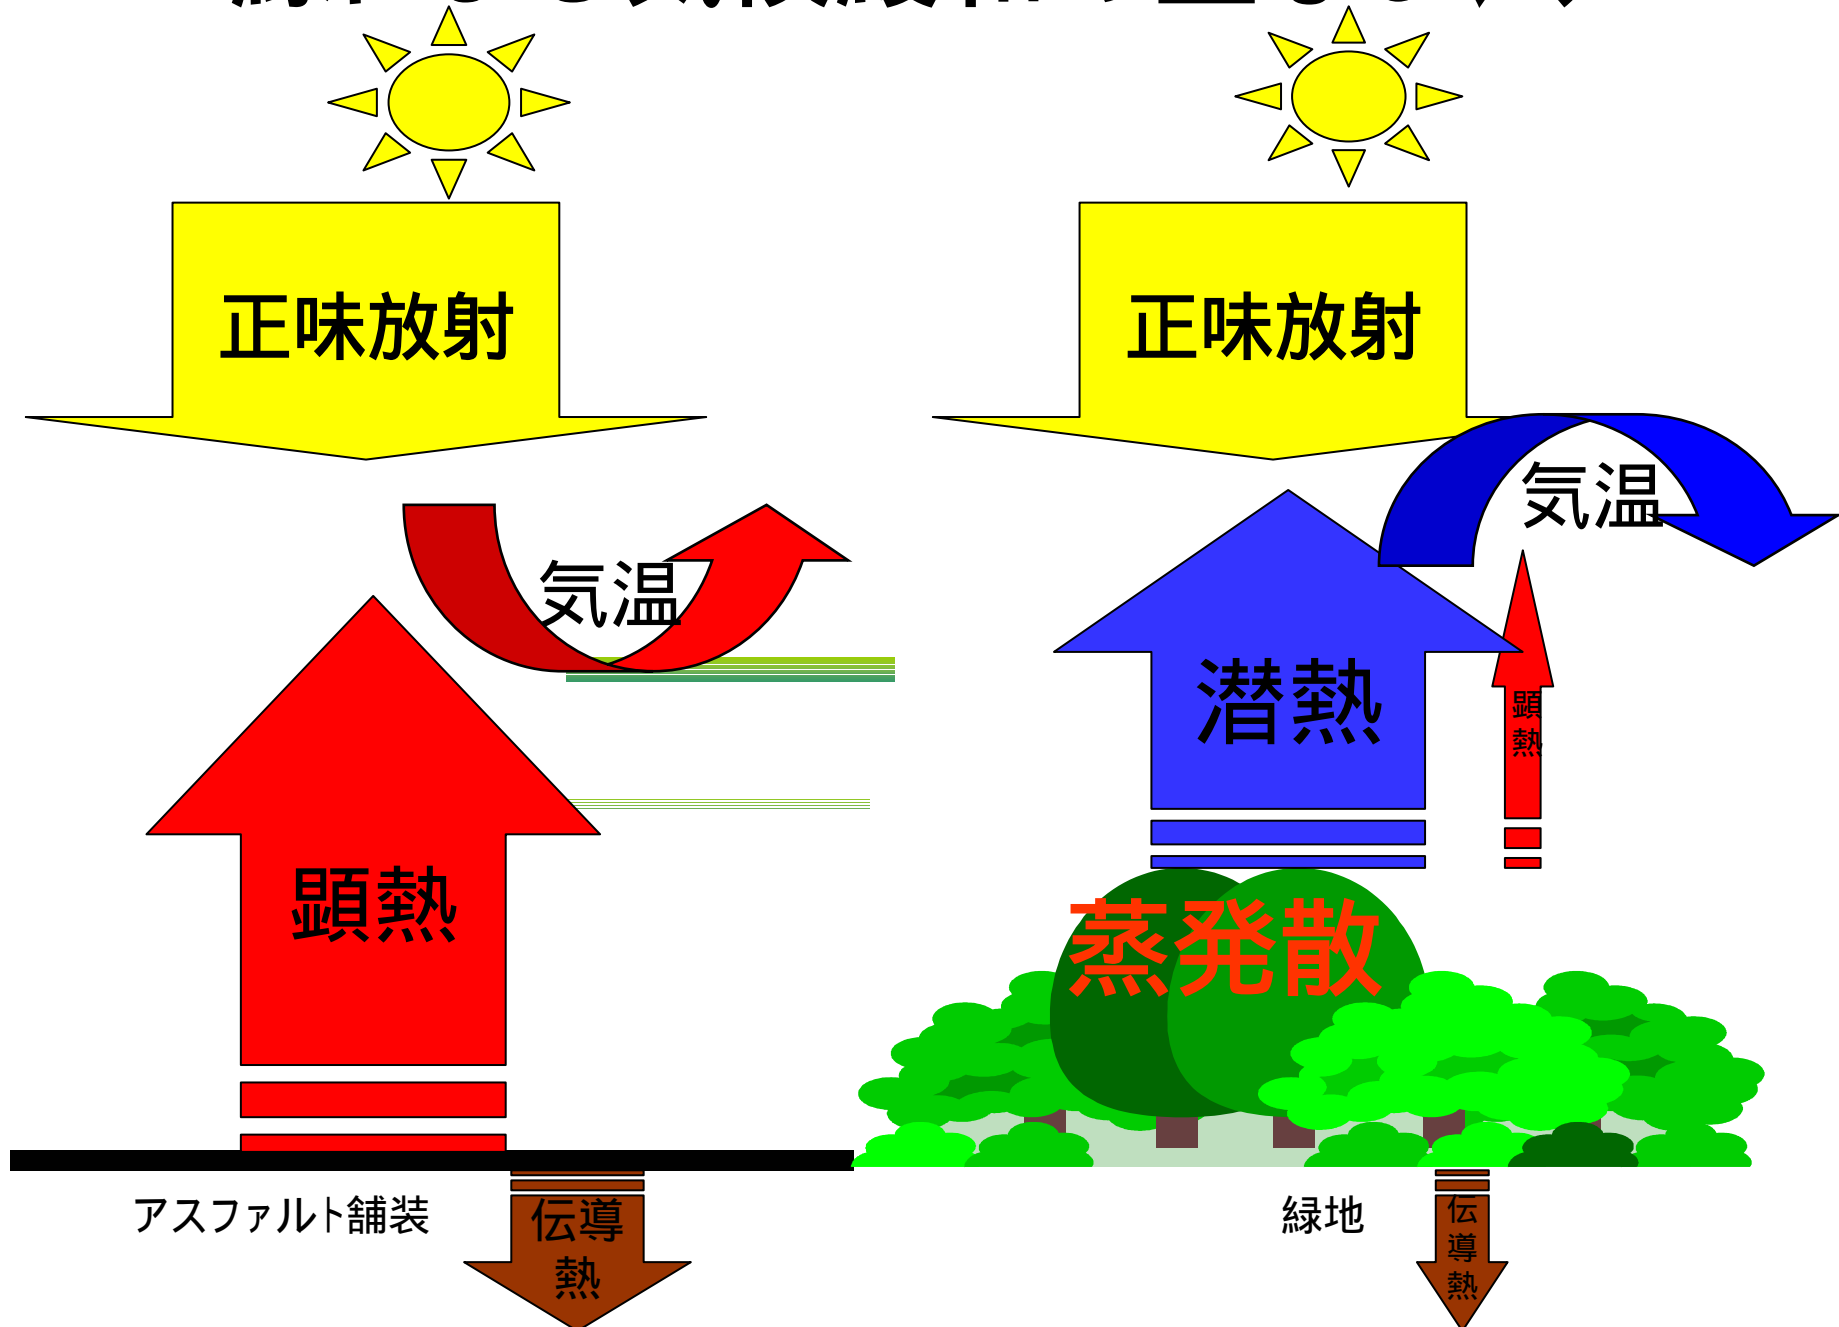 正味放射
正味放射
気温
気温
潜熱
顕
熱
顕熱
蒸発散
アスファルト舗装
伝導
熱
緑地
伝
導
熱